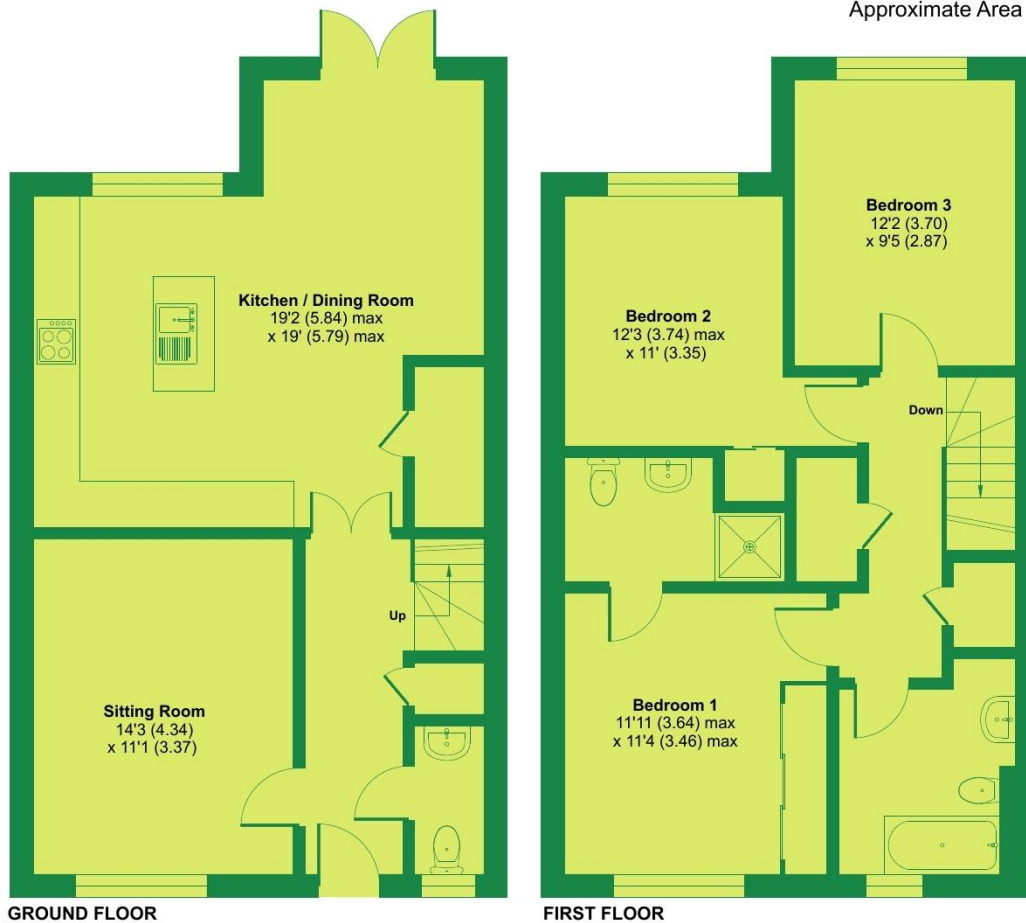 Approximate Area
Kitchen / Dining Room
19'2 (5.84) max
x 19' (5.79) max
Up
Sitting Room
14'3 (4.34)
x 11'1 (3.37)
GROUND FLOOR
Bedroom 3
12'2 (3.70)
x 9'5 (2.87)
Bedroom 2
12'3 (3.74) max
x 11' (3.35)
Down
Bedroom 1
11'11 (3.64) max
x 11'4 (3.46) max
FIRST FLOOR